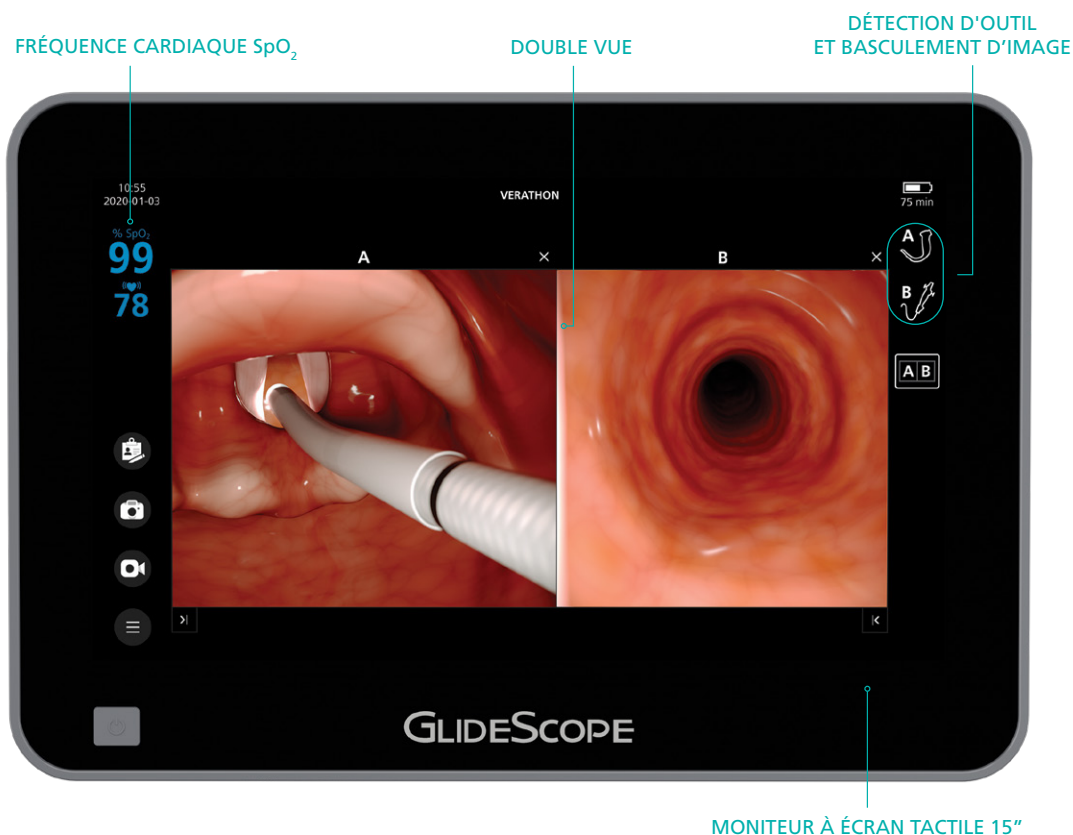 DÉTECTION D'OUTIL
ET BASCULEMENT D’IMAGE
FRÉQUENCE CARDIAQUE SpO₂
DOUBLE VUE
10:55
2020-01-03
VERATHON
75 min
% SpO₂
99
78
A
B
A
B
A B
GLIDESCOPE
MONITEUR À ÉCRAN TACTILE 15”